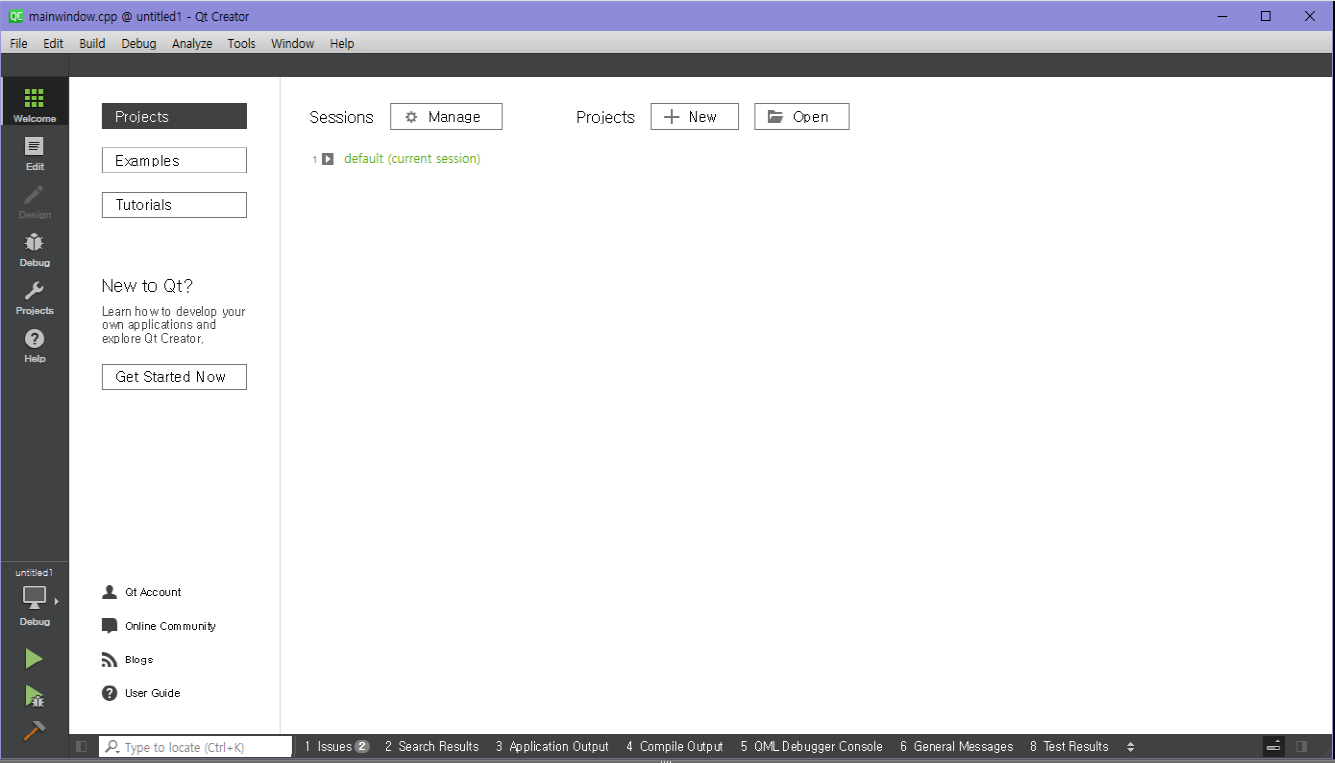 QC mainwindow.cpp @ untitled1 - Qt Creator
File Edit Build Debug Analyze Tools Window Help
Welcome
Edit
Design
Debug
Projects
Help
untitled1
Debug
Projects
Examples
Tutorials
New to Qt?
Learn how to develop your
own applications and
explore Qt Creator.
Get Started Now
Qt Account
Online Community
Blogs
User Guide
Sessions Manage Projects New Open
1 default (current session)
Type to locate (Ctrl+K) 1 Issues 2 2 Search Results 3 Application Output 4 Compile Output 5 QML Debugger Console 6 General Messages 8 Test Results